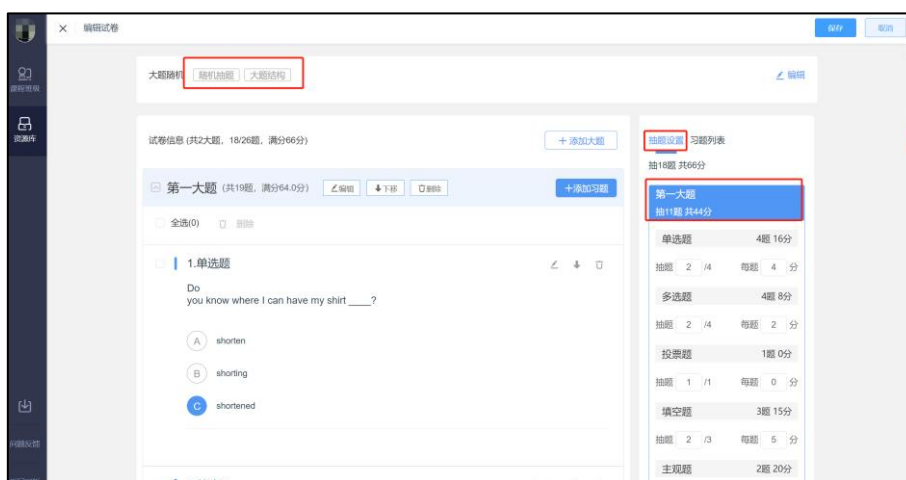 编辑试卷
保存
取消
课程班级
资源库
大题随机 随机抽题 大题结构
编辑
试卷信息 (共2大题，18/26题，满分66分)
+ 添加大题
第一大题 (共19题，满分64.0分) 编辑 下移 删除
+添加习题
全选(0) 删除
1.单选题
Do
you know where I can have my shirt ____?
A shorten
B shorting
C shortened
问题反馈
抽题设置 习题列表
抽18题 共66分
第一大题
抽11题 共44分
单选题 4题 16分
抽题 2 /4 每题 4 分
多选题 4题 8分
抽题 2 /4 每题 2 分
投票题 1题 0分
抽题 1 /1 每题 0 分
填空题 3题 15分
抽题 2 /3 每题 5 分
主观题 2题 20分